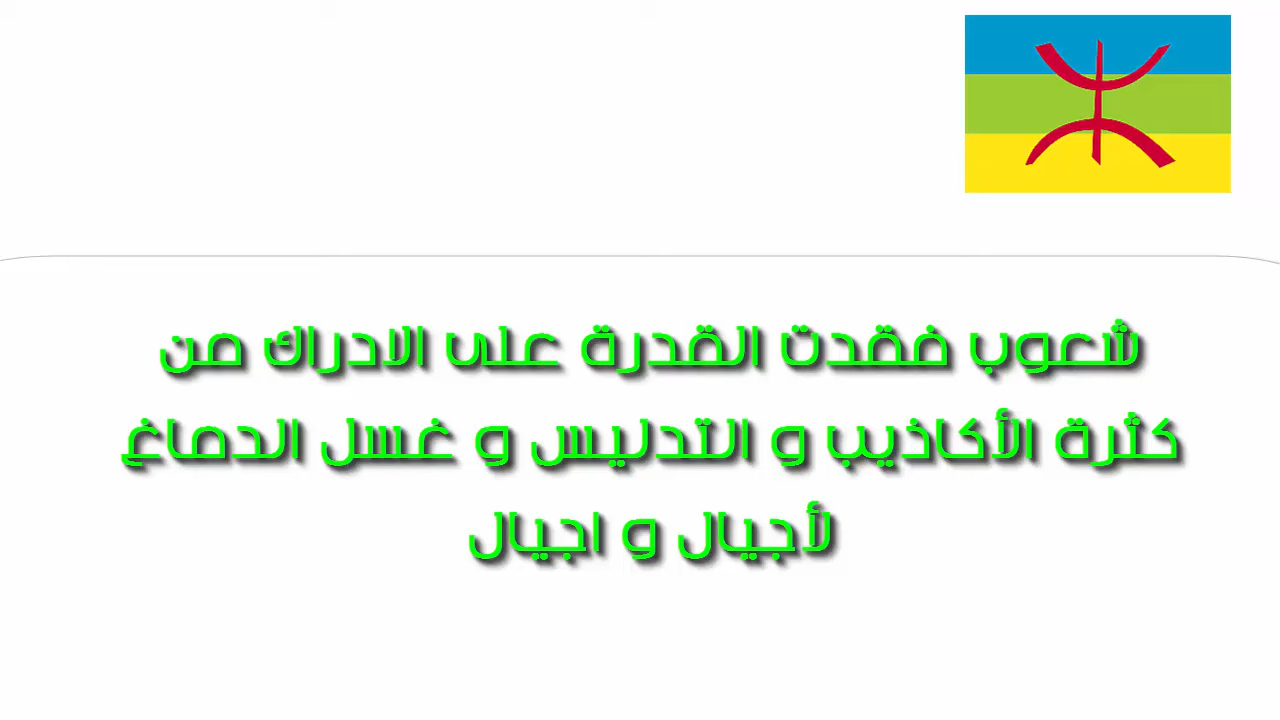 شعوب فقدت القدرة على الادراك من
كثرة الأكاذيب و التدليس و غسل الدماغ
لأجيال و اجيال